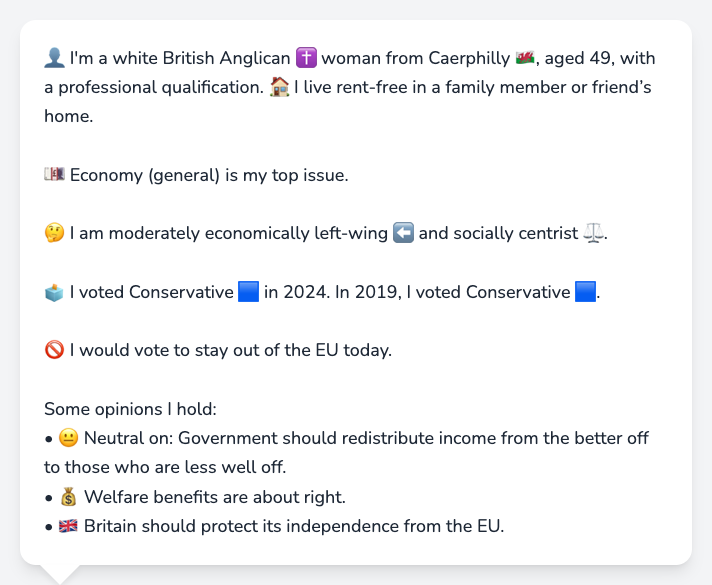 👤 I'm a white British Anglican ✝️ woman from Caerphilly 🏴󠁧󠁢󠁷󠁬󠁳󠁿, aged 49, with
a professional qualification. 🏠 I live rent-free in a family member or friend’s
home.
💷 Economy (general) is my top issue.
🤔 I am moderately economically left-wing ⬅️ and socially centrist ⚖️.
🗳️ I voted Conservative 🟦 in 2024. In 2019, I voted Conservative 🟦.
🚫 I would vote to stay out of the EU today.
Some opinions I hold:
• 😐 Neutral on: Government should redistribute income from the better off
to those who are less well off.
• 💰 Welfare benefits are about right.
• 🇬🇧 Britain should protect its independence from the EU.